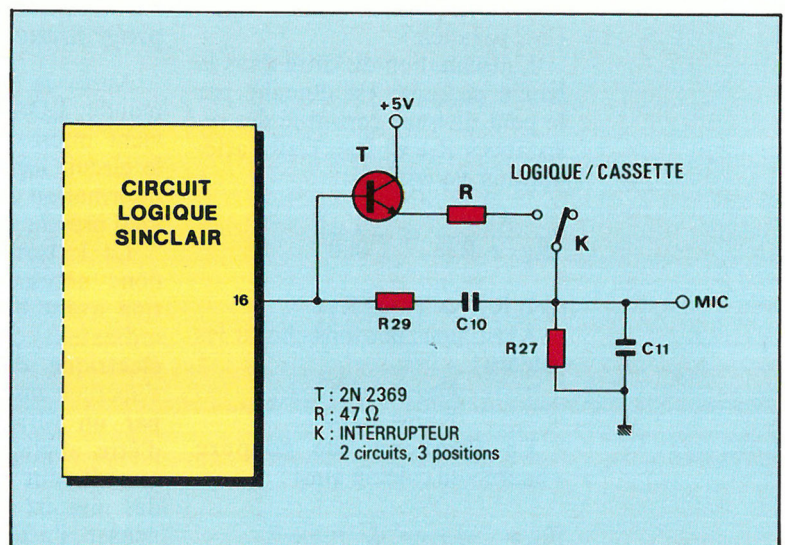 +5V
T
LOGIQUE / CASSETTE
CIRCUIT
LOGIQUE
SINCLAIR
R
K
16
R29
C10
MIC
R27
C11
T : 2N 2369
R : 47 Ω
K : INTERRUPTEUR
2 circuits, 3 positions